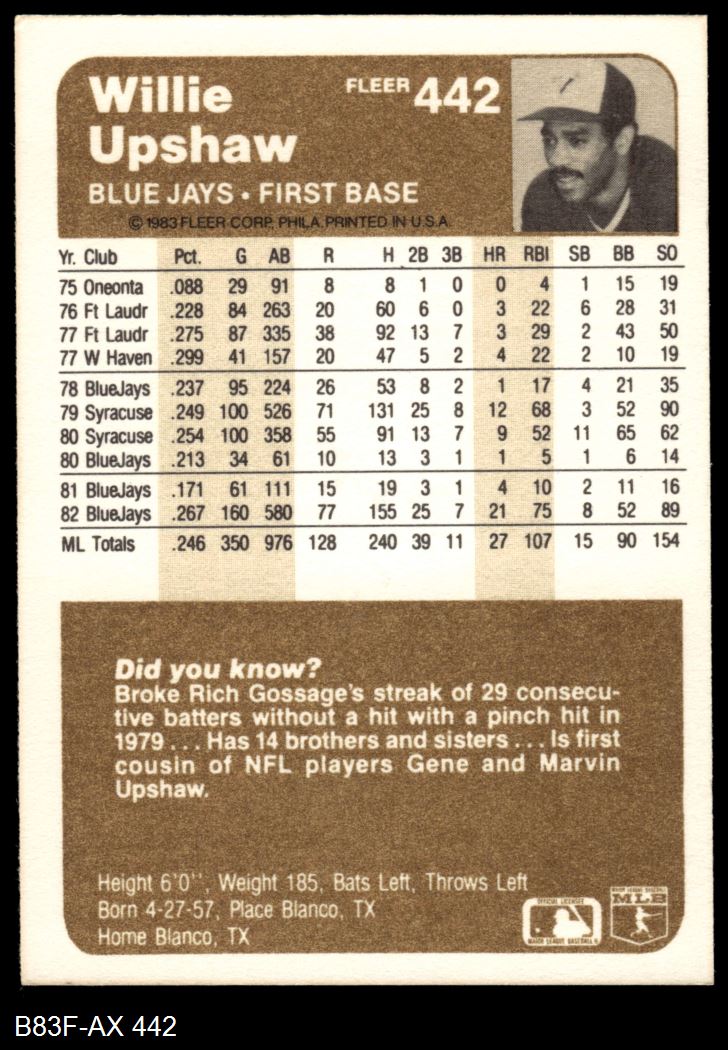 Willie
Upshaw
FLEER 442
BLUE JAYS • FIRST BASE
© 1983 FLEER CORP. PHILA. PRINTED IN U.S.A.
Yr. Club Pct. G AB R H 2B 3B HR RBI SB BB SO
75 Oneonta .088 29 91 8 8 1 0 0 4 1 15 19
76 Ft Laudr .228 84 263 20 60 6 0 3 22 6 28 31
77 Ft Laudr .275 87 335 38 92 13 7 3 29 2 43 50
77 W Haven .299 41 157 20 47 5 2 4 22 2 10 19
78 BlueJays .237 95 224 26 53 8 2 1 17 4 21 35
79 Syracuse .249 100 526 71 131 25 8 12 68 3 52 90
80 Syracuse .254 100 358 55 91 13 7 9 52 11 65 62
80 BlueJays .213 34 61 10 13 3 1 1 5 1 6 14
81 BlueJays .171 61 111 15 19 3 1 4 10 2 11 16
82 BlueJays .267 160 580 77 155 25 7 21 75 8 52 89
ML Totals .246 350 976 128 240 39 11 27 107 15 90 154
Did you know?
Broke Rich Gossage's streak of 29 consecu-
tive batters without a hit with a pinch hit in
1979 . . . Has 14 brothers and sisters . . . Is first
cousin of NFL players Gene and Marvin
Upshaw.
Height 6'0'', Weight 185, Bats Left, Throws Left
Born 4-27-57, Place Blanco, TX
Home Blanco, TX
OFFICIAL LICENSEE
MAJOR LEAGUE BASEBALL
MAJOR LEAGUE BASEBALL
MLB
B83F-AX 442